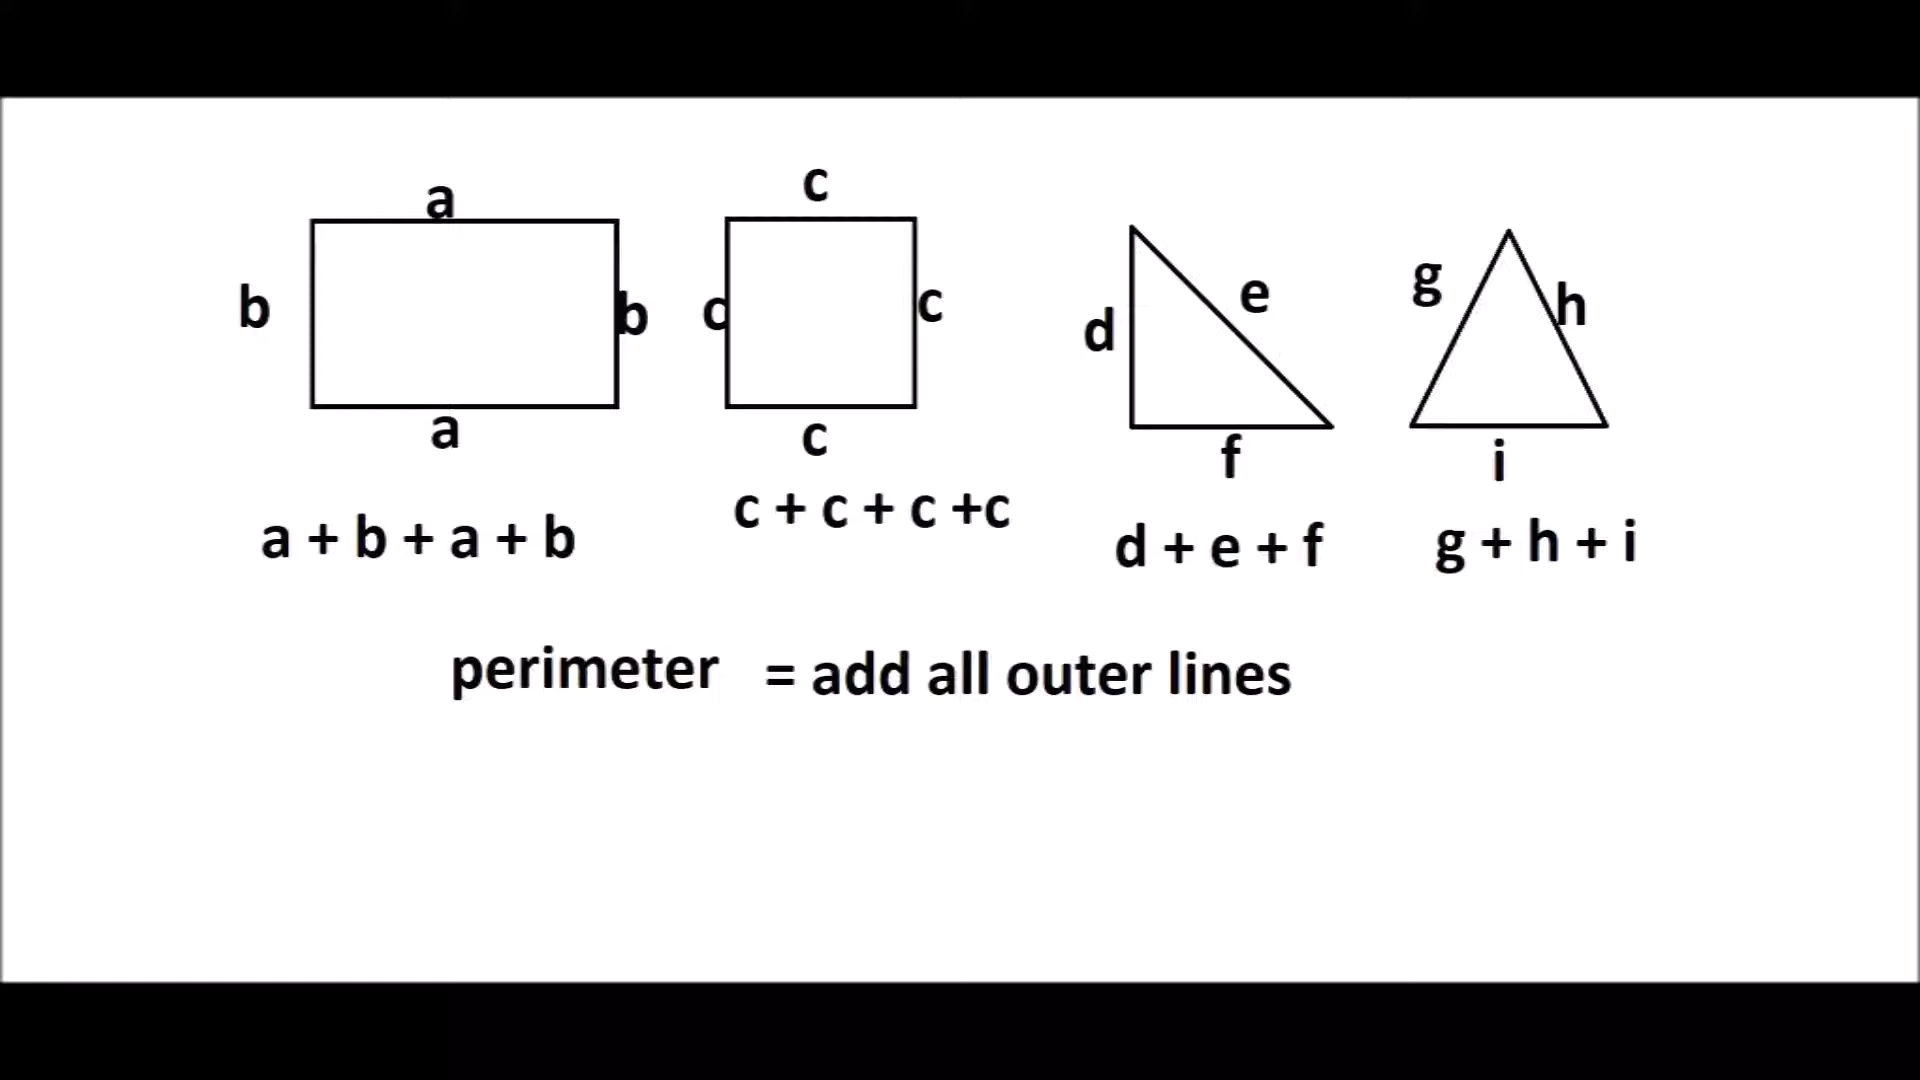 a
b
b
a
a + b + a + b
c
c
c
c
c + c + c +c
d
e
f
d + e + f
g
h
i
g + h + i
perimeter = add all outer lines